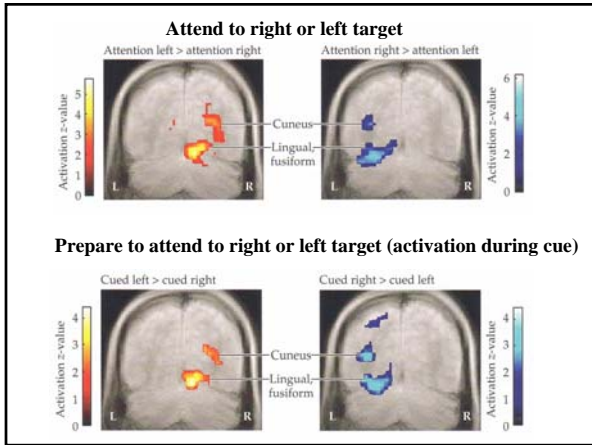 Attend to right or left target
Attention left > attention right
Attention right > attention left
Activation z-value
5
4
3
2
1
0
L
R
Cuneus
Lingual,
fusiform
L
R
Activation z-value
6
4
2
0
Prepare to attend to right or left target (activation during cue)
Cued left > cued right
Cued right > cued left
Activation z-value
4
3
2
1
0
L
R
Cuneus
Lingual,
fusiform
L
R
Activation z-value
4
3
2
1
0